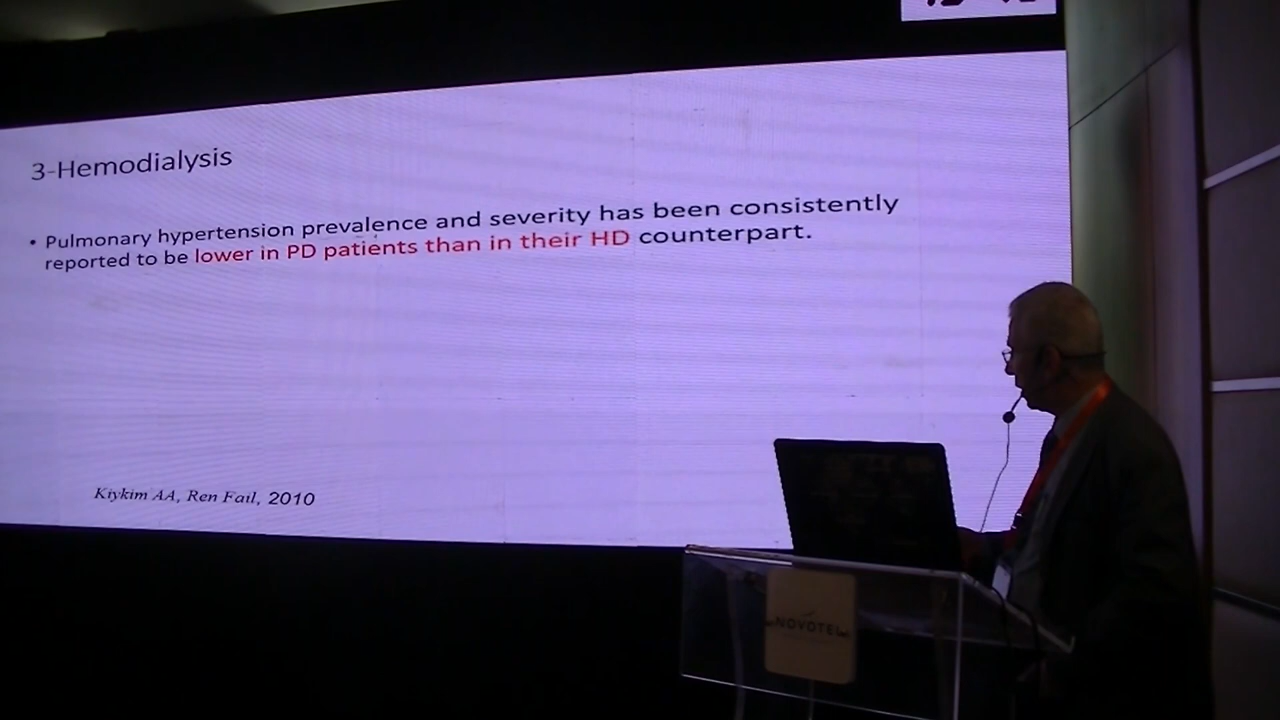 3-Hemodialysis
• Pulmonary hypertension prevalence and severity has been consistently
reported to be lower in PD patients than in their HD counterpart.
Kiykim AA, Ren Fail, 2010
NOVOTEL